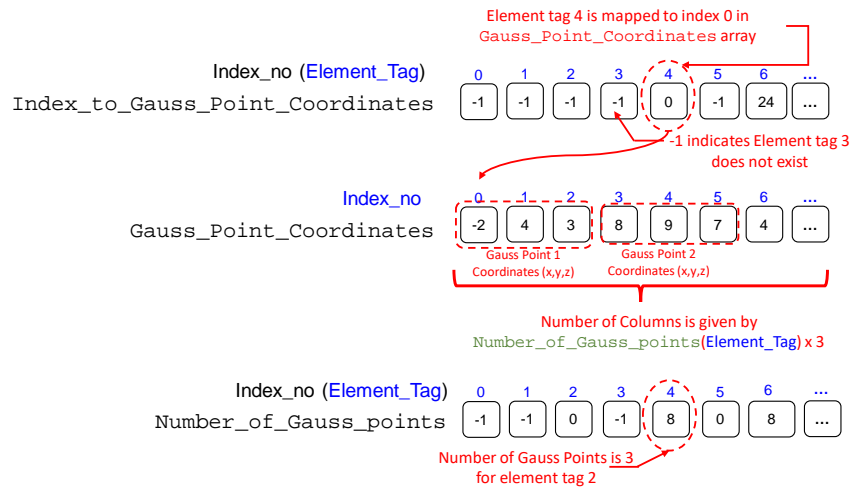 Element tag 4 is mapped to index 0 in
Gauss_Point_Coordinates array
Index_no (Element_Tag) 0 1 2 3 4 5 6 ...
Index_to_Gauss_Point_Coordinates -1 -1 -1 -1 0 -1 24 ...
-1 indicates Element tag 3
does not exist
Index_no 0 1 2 3 4 5 6 ...
Gauss_Point_Coordinates -2 4 3 8 9 7 4 ...
Gauss Point 1 Gauss Point 2
Coordinates (x,y,z) Coordinates (x,y,z)
Number of Columns is given by
Number_of_Gauss_points(Element_Tag) x 3
Index_no (Element_Tag) 0 1 2 3 4 5 6 ...
Number_of_Gauss_points -1 -1 0 -1 8 0 8 ...
Number of Gauss Points is 3
for element tag 2